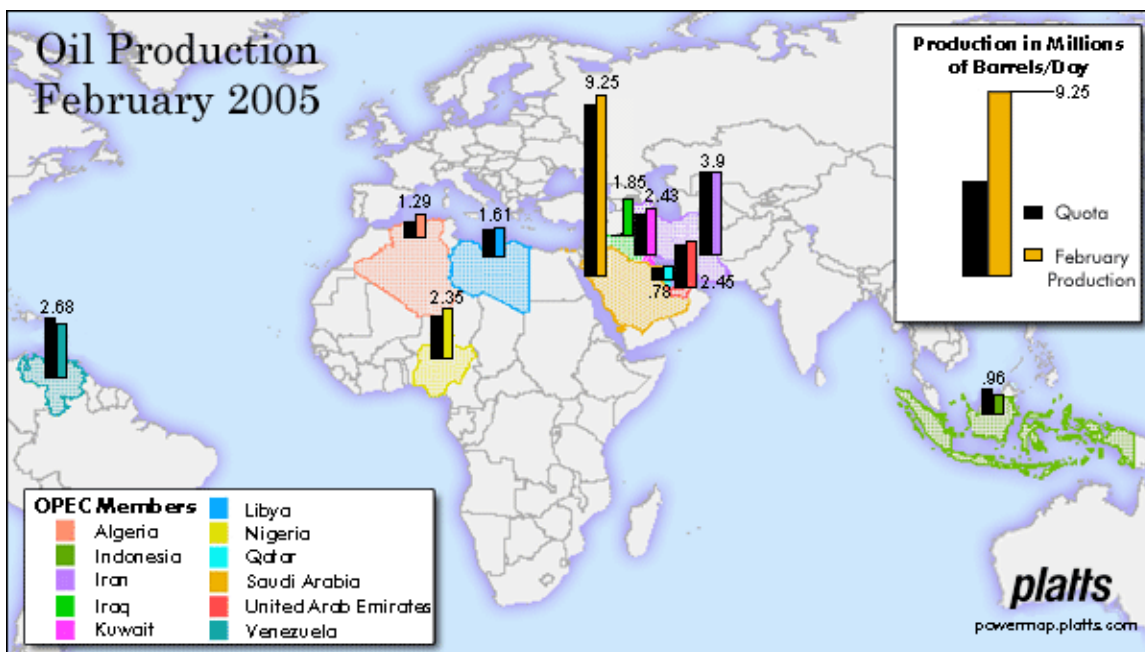 Oil Production
February 2005
Production in Millions
of Barrels/Day
9.25
Quota
February
Production
9.25
3.9
1.85
2.43
1.29
1.61
.78
2.45
2.35
2.68
.96
OPEC Members
Algeria
Indonesia
Iran
Iraq
Kuwait
Libya
Nigeria
Qatar
Saudi Arabia
United Arab Emirates
Venezuela
platts
powermap.platts.com